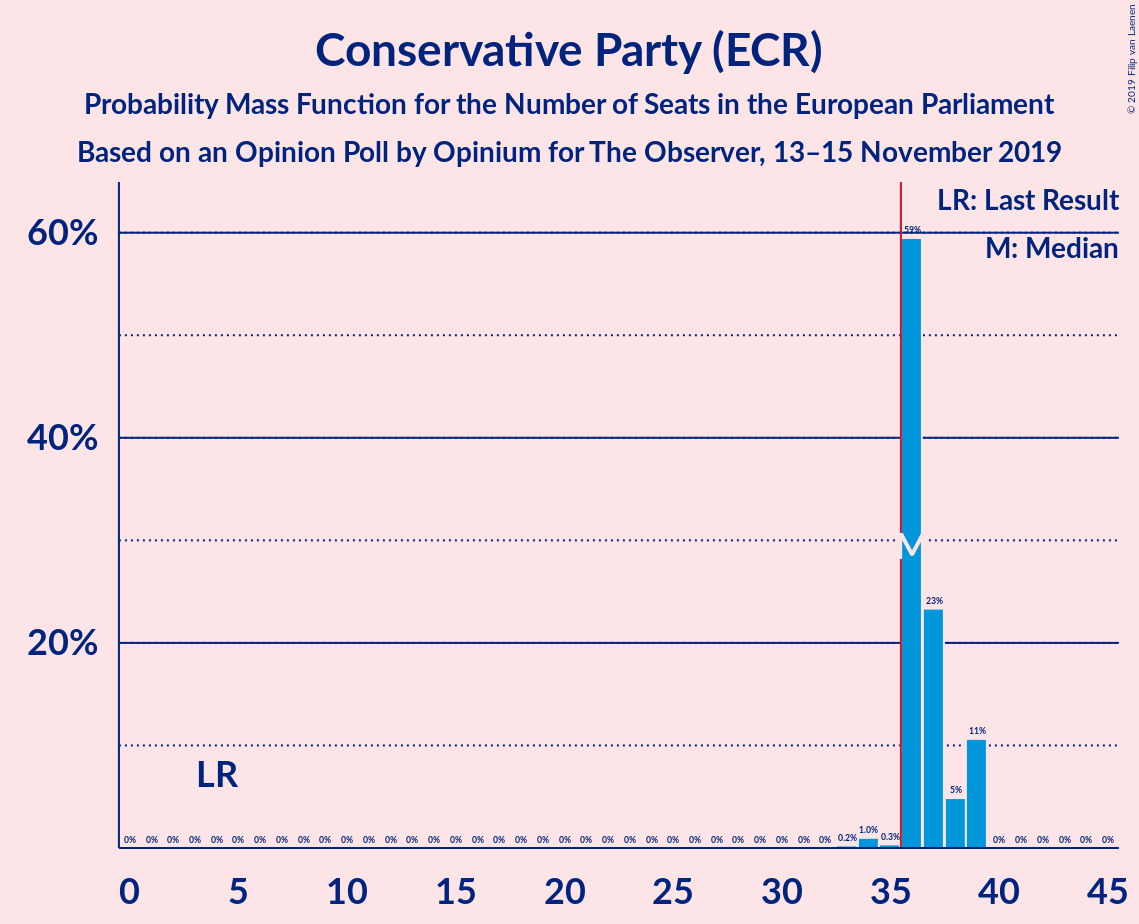 Conservative Party (ECR)
Probability Mass Function for the Number of Seats in the European Parliament
Based on an Opinion Poll by Opinium for The Observer, 13–15 November 2019
© 2019 Filip van Laenen
LR: Last Result
M: Median
60%
40%
20%
59%
M
23%
11%
5%
LR
0% 0% 0% 0% 0% 0% 0% 0% 0% 0% 0% 0% 0% 0% 0% 0% 0% 0% 0% 0% 0% 0% 0% 0% 0% 0% 0% 0% 0% 0% 0% 0% 0% 0.2% 1.0% 0.3% 0% 0% 0% 0% 0% 0%
0 5 10 15 20 25 30 35 40 45